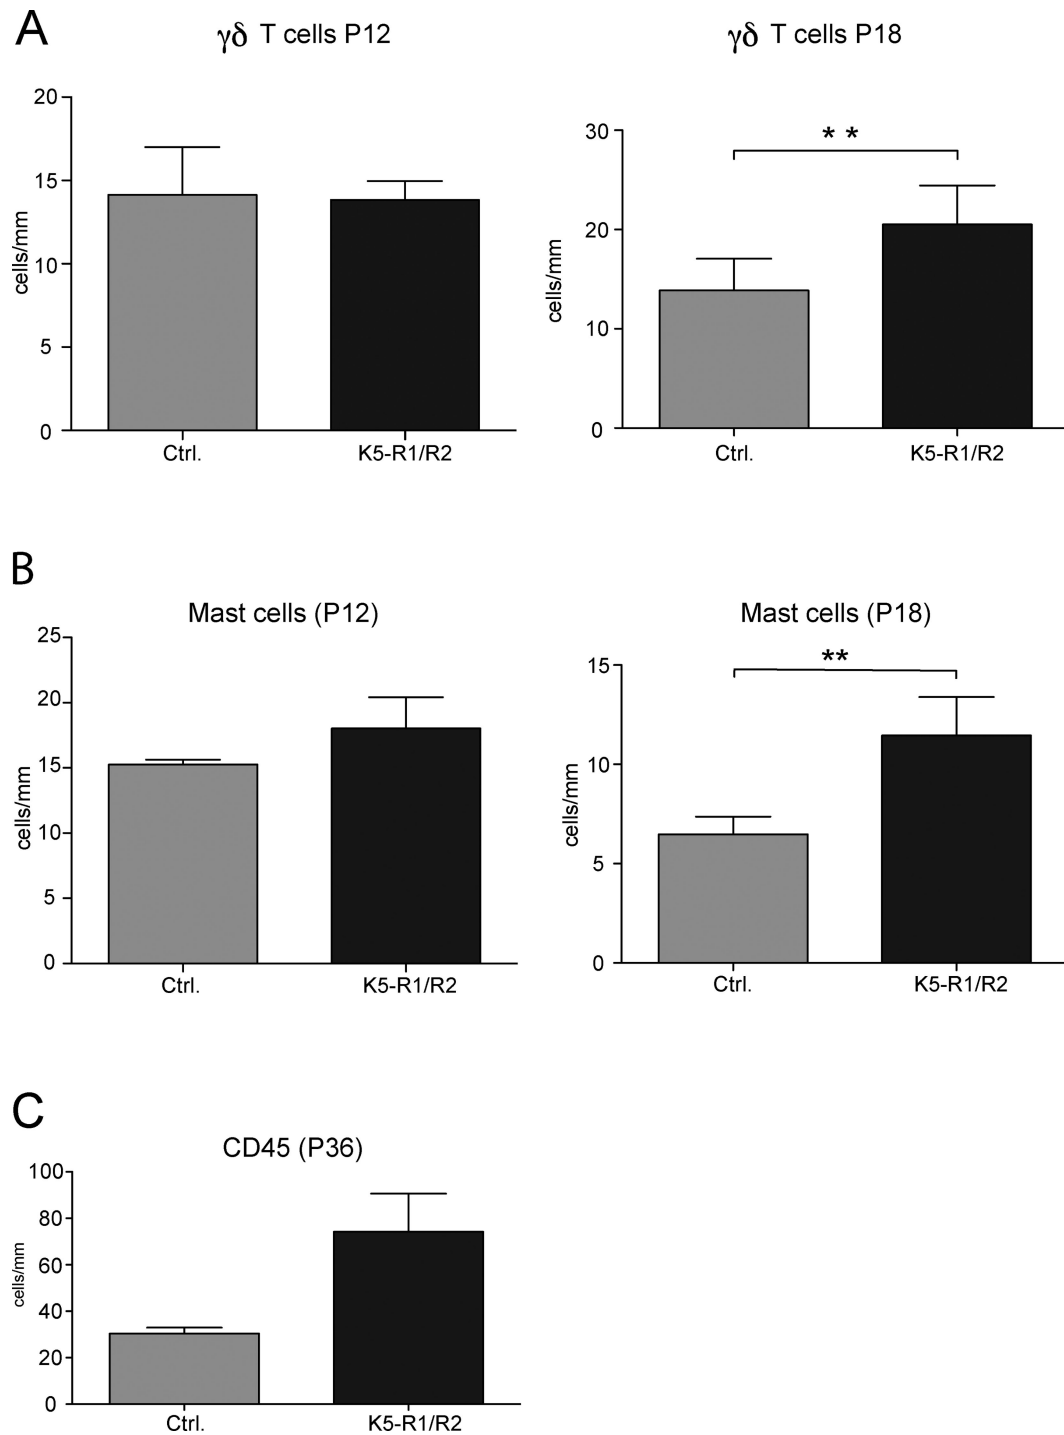 A
γδ T cells P12
20
15
10
5
0
cells/mm
Ctrl.
K5-R1/R2
γδ T cells P18
* *
30
20
10
0
cells/mm
Ctrl.
K5-R1/R2
B
Mast cells (P12)
25
20
15
10
5
0
cells/mm
Ctrl.
K5-R1/R2
Mast cells (P18)
**
15
10
5
0
cells/mm
Ctrl.
K5-R1/R2
C
CD45 (P36)
100
80
60
40
20
0
cells/mm
Ctrl.
K5-R1/R2